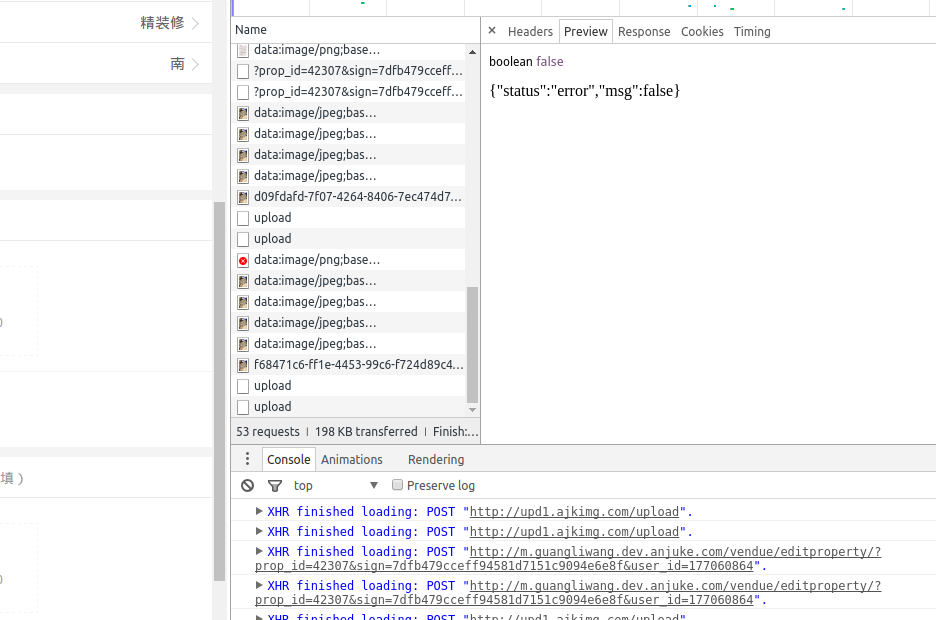 精装修
南
填 )
Name
× Headers Preview Response Cookies Timing
data:image/png;base…
?prop_id=42307&sign=7dfb479cceff…
?prop_id=42307&sign=7dfb479cceff…
data:image/jpeg;bas…
data:image/jpeg;bas…
data:image/jpeg;bas…
data:image/jpeg;bas…
d09fdafd-7f07-4264-8406-7ec474d7…
upload
upload
data:image/png;base…
data:image/jpeg;bas…
data:image/jpeg;bas…
data:image/jpeg;bas…
data:image/jpeg;bas…
f68471c6-ff1e-4453-99c6-f724d89c4…
upload
upload
53 requests | 198 KB transferred | Finish:…
boolean false
{"status":"error","msg":false}
Console Animations Rendering
top Preserve log
XHR finished loading: POST "http://upd1.ajkimg.com/upload".
XHR finished loading: POST "http://upd1.ajkimg.com/upload".
XHR finished loading: POST "http://m.guangliwang.dev.anjuke.com/vendue/editproperty/?
prop_id=42307&sign=7dfb479cceff94581d7151c9094e6e8f&user_id=177060864".
XHR finished loading: POST "http://m.guangliwang.dev.anjuke.com/vendue/editproperty/?
prop_id=42307&sign=7dfb479cceff94581d7151c9094e6e8f&user_id=177060864".
XHR finished loading: POST "http://upd1.ajkimg.com/upload"